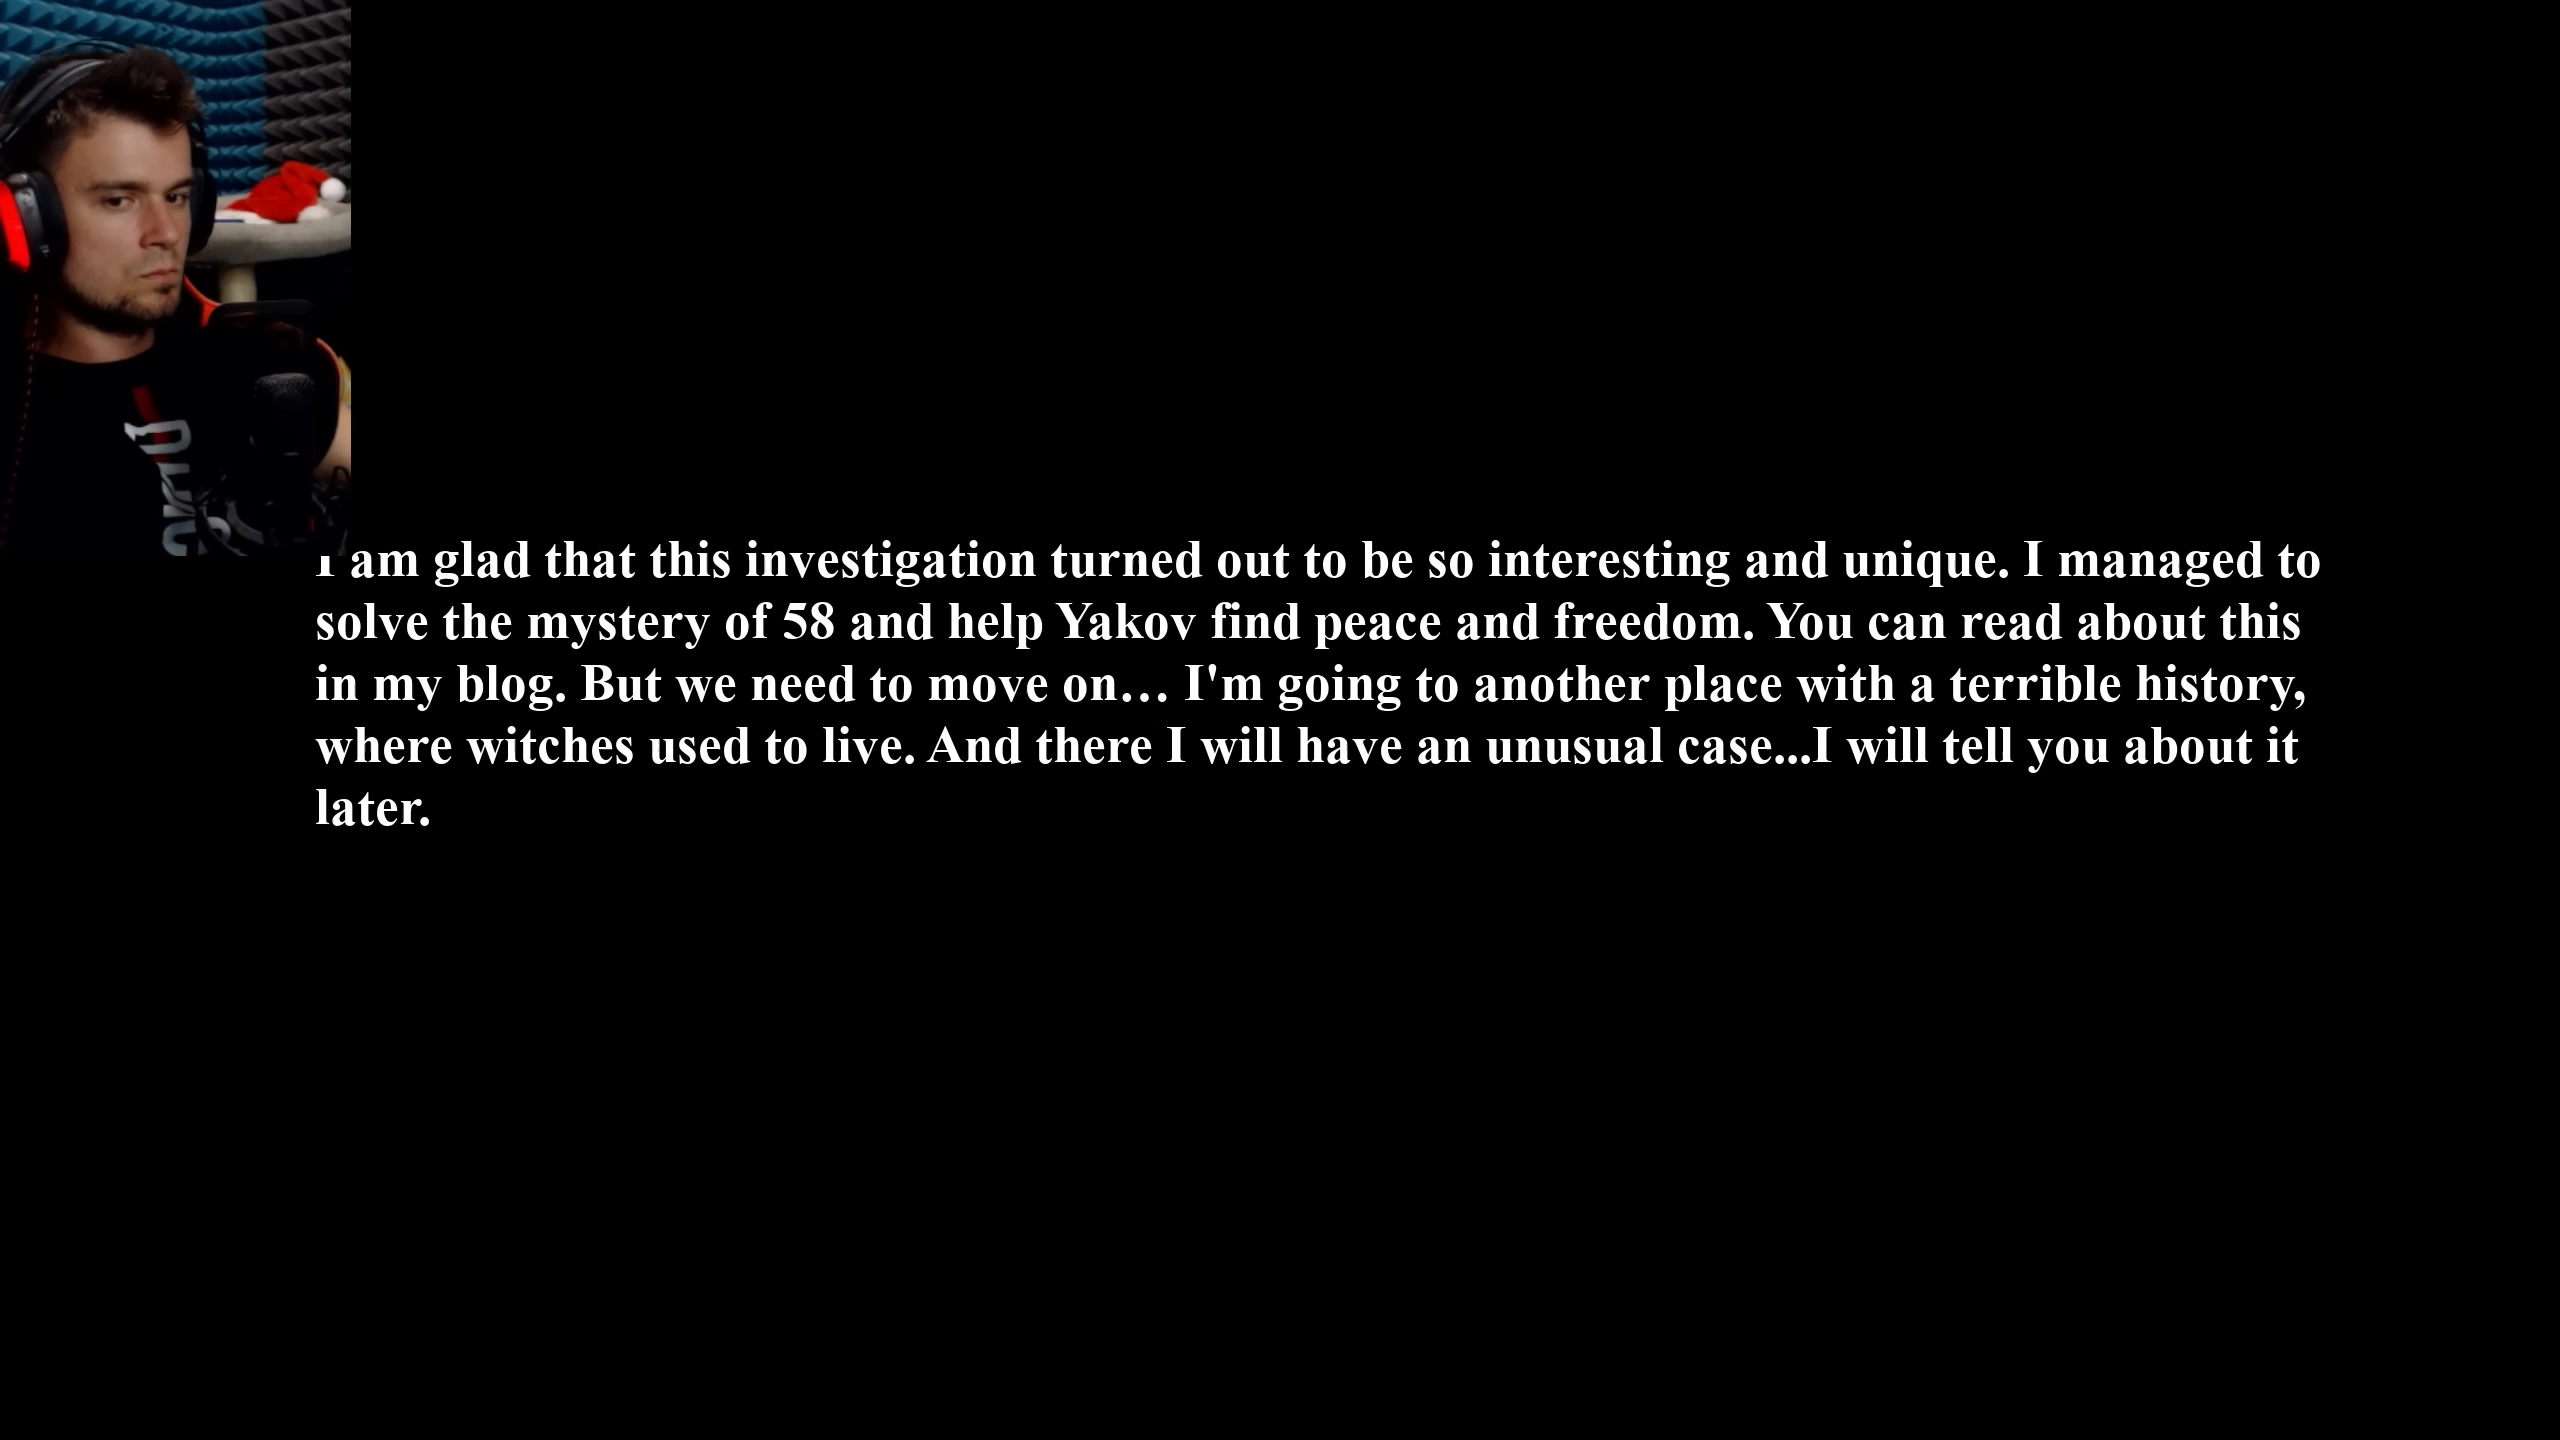 I am glad that this investigation turned out to be so interesting and unique. I managed to
solve the mystery of 58 and help Yakov find peace and freedom. You can read about this
in my blog. But we need to move on… I'm going to another place with a terrible history,
where witches used to live. And there I will have an unusual case...I will tell you about it
later.